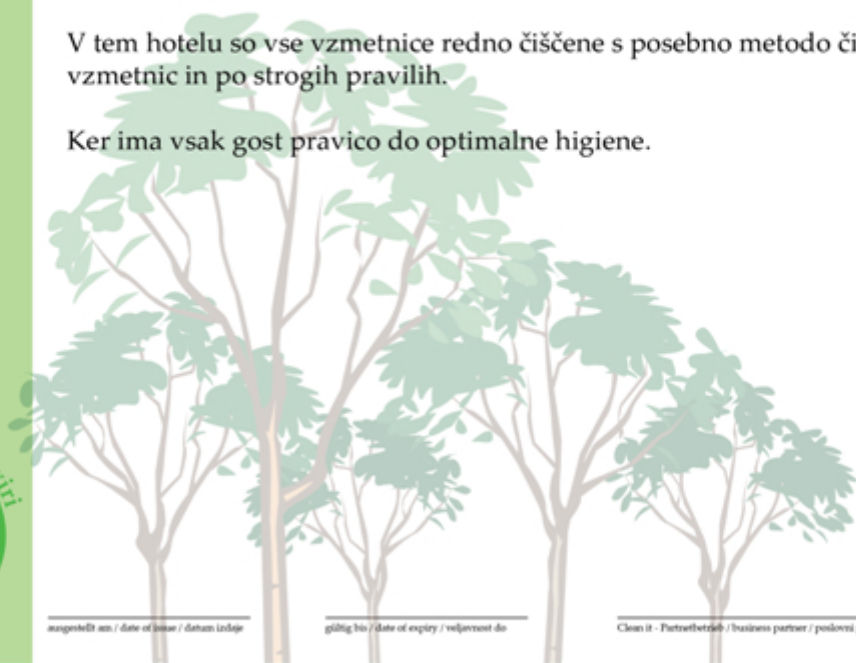 V tem hotelu so vse vzmetnice redno čiščene s posebno metodo
vzmetnic in po strogih pravilih.
Ker ima vsak gost pravico do optimalne higiene.
ausgestellt am / date of issue / datum izdaje
gültig bis / date of expiry / veljavnost do
Clean it - Partnerbetrieb / business partner / poslovni